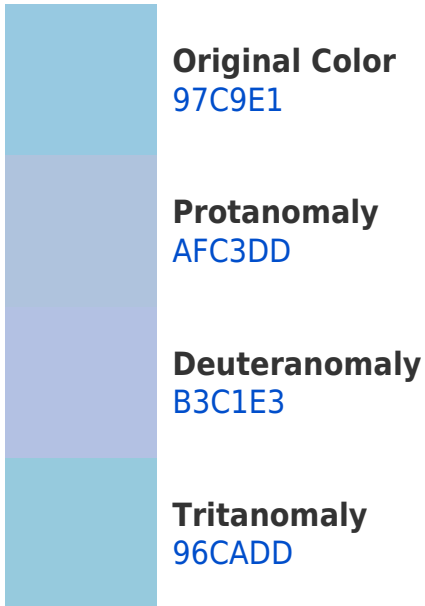 Original Color
97C9E1
Protanomaly
AFC3DD
Deuteranomaly
B3C1E3
Tritanomaly
96CADD